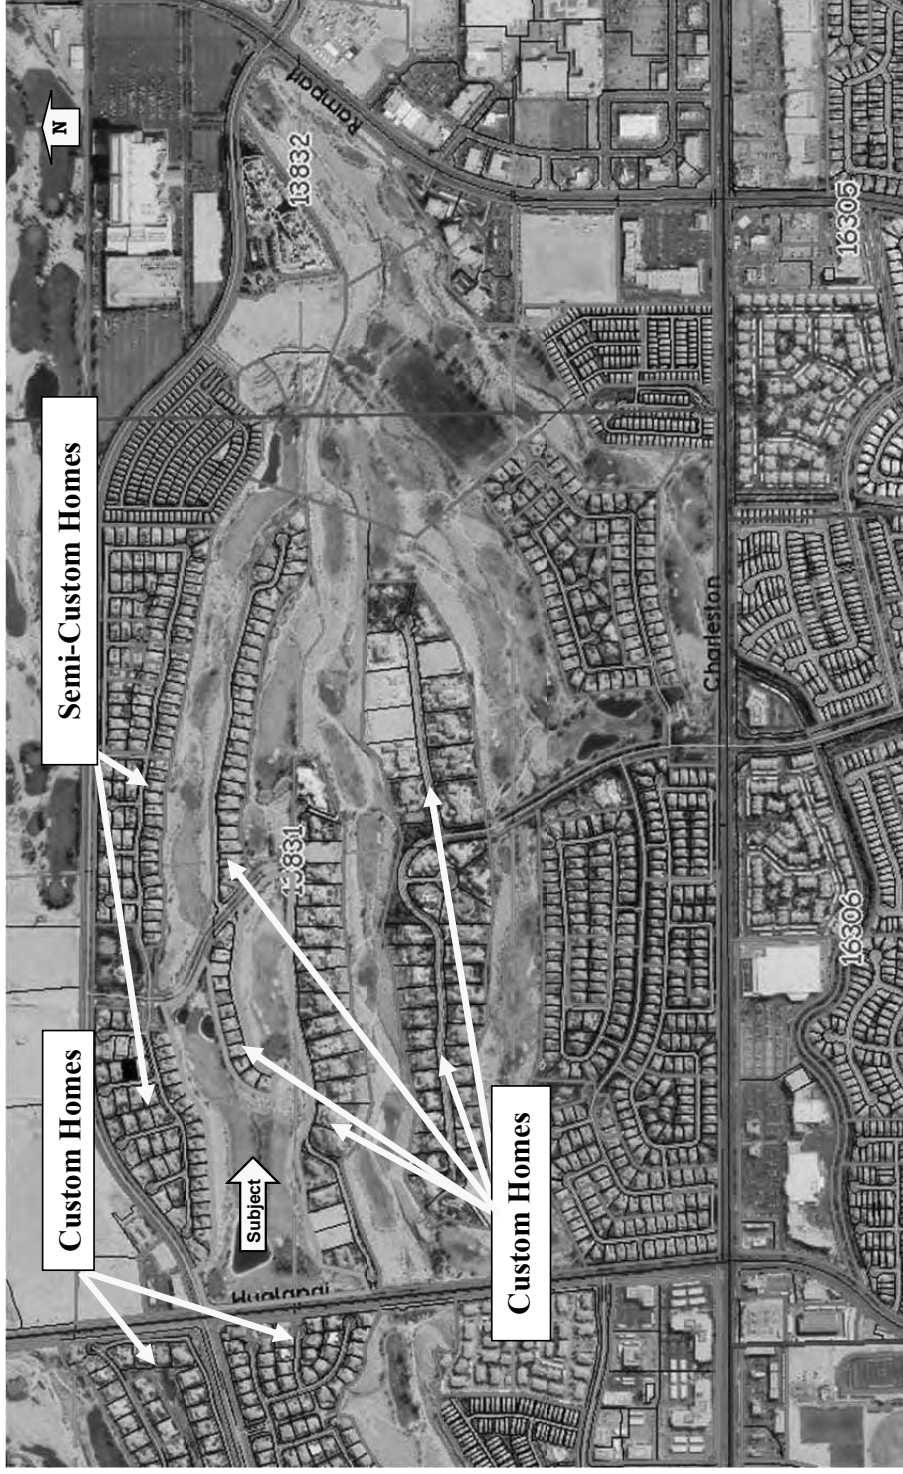 N
Rampart
13832
16305
Semi-Custom Homes
Charleston
13831
16306
Custom Homes
Subject
Custom Homes
Hualapai